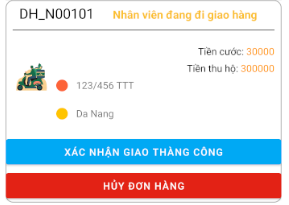 DH_N00101 Nhân viên đang đi giao hàng
Tiền cước: 30000
Tiền thu hộ: 300000
123/456 TTT
Da Nang
XÁC NHẬN GIAO THÀNG CÔNG
HỦY ĐƠN HÀNG